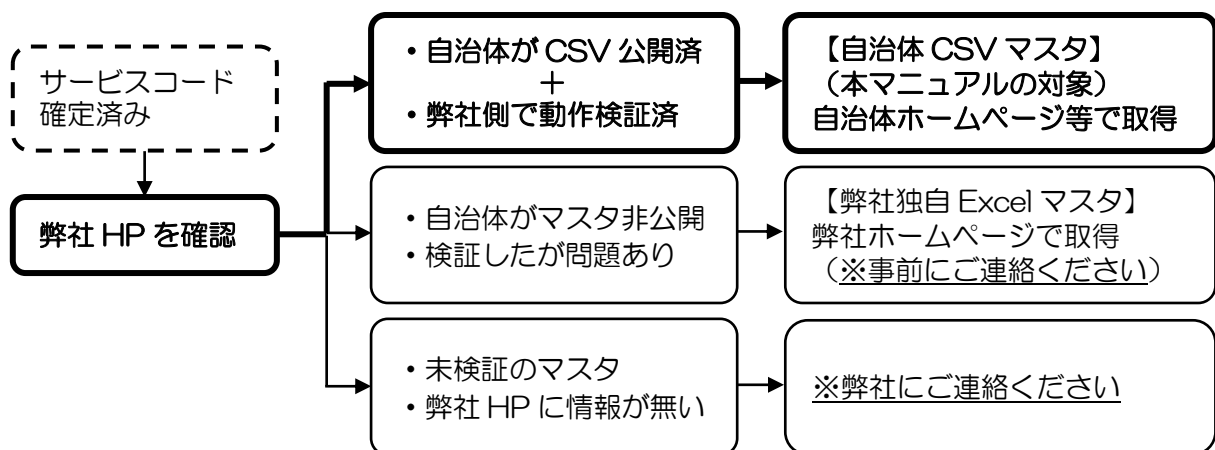 サービスコード
確定済み
弊社 HP を確認
・自治体が CSV 公開済
＋
・弊社側で動作検証済
【自治体 CSV マスタ】
（本マニュアルの対象）
自治体ホームページ等で取得
・自治体がマスタ非公開
・検証したが問題あり
【弊社独自 Excel マスタ】
弊社ホームページで取得
（※事前にご連絡ください）
・未検証のマスタ
・弊社 HP に情報が無い
※弊社にご連絡ください